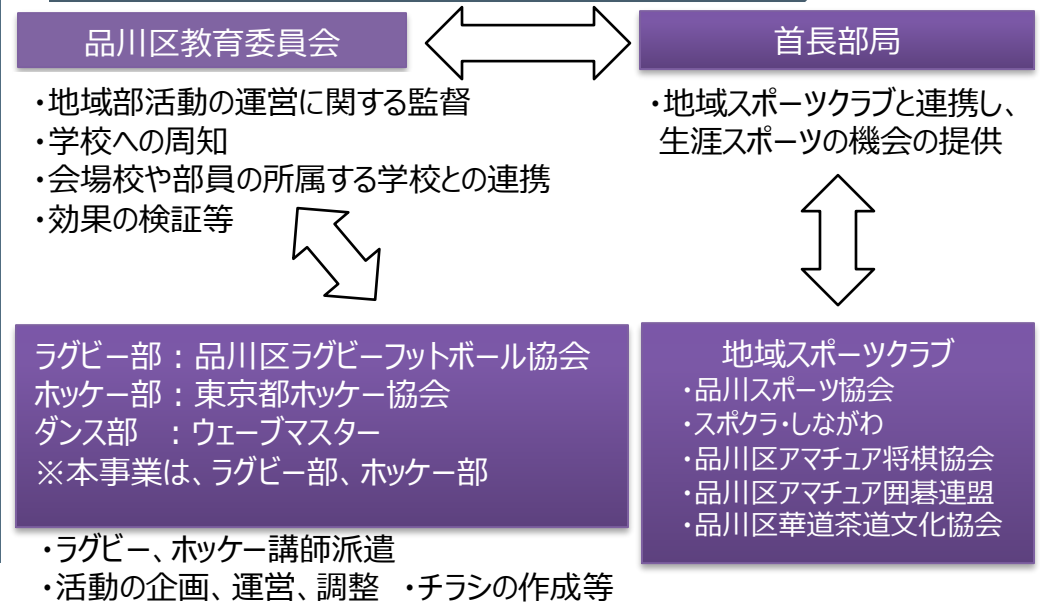 品川区教育委員会
首長部局
・地域部活動の運営に関する監督
・学校への周知
・会場校や部員の所属する学校との連携
・効果の検証等
・地域スポーツクラブと連携し、
生涯スポーツの機会の提供
ラグビー部：品川区ラグビーフットボール協会
ホッケー部：東京都ホッケー協会
ダンス部　：ウェーブマスター
※本事業は、ラグビー部、ホッケー部
地域スポーツクラブ
・品川スポーツ協会
・スポクラ・しながわ
・品川区アマチュア将棋協会
・品川区アマチュア囲碁連盟
・品川区華道茶道文化協会
・ラグビー、ホッケー講師派遣
・活動の企画、運営、調整　・チラシの作成等